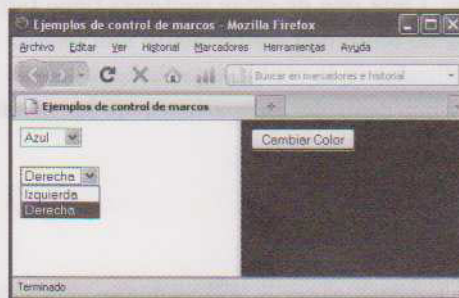 Ejemplos de control de marcos - Mozilla Firefox
Archivo Editar Ver Historial Marcadores Herramientas Ayuda
Buscar en marcadores e historial
Ejemplos de control de marcos
Azul
Cambiar Color
Derecha
Izquierda
Derecha
Terminado